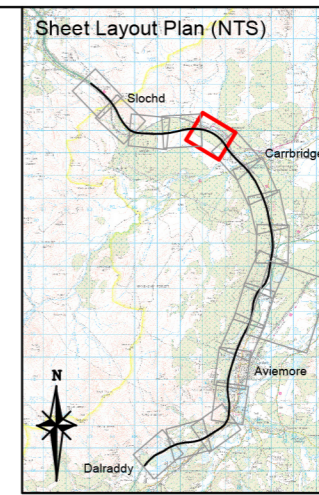 Sheet Layout Plan (NTS)
Slochd
Carrbridge
Aviemore
N
Dalraddy